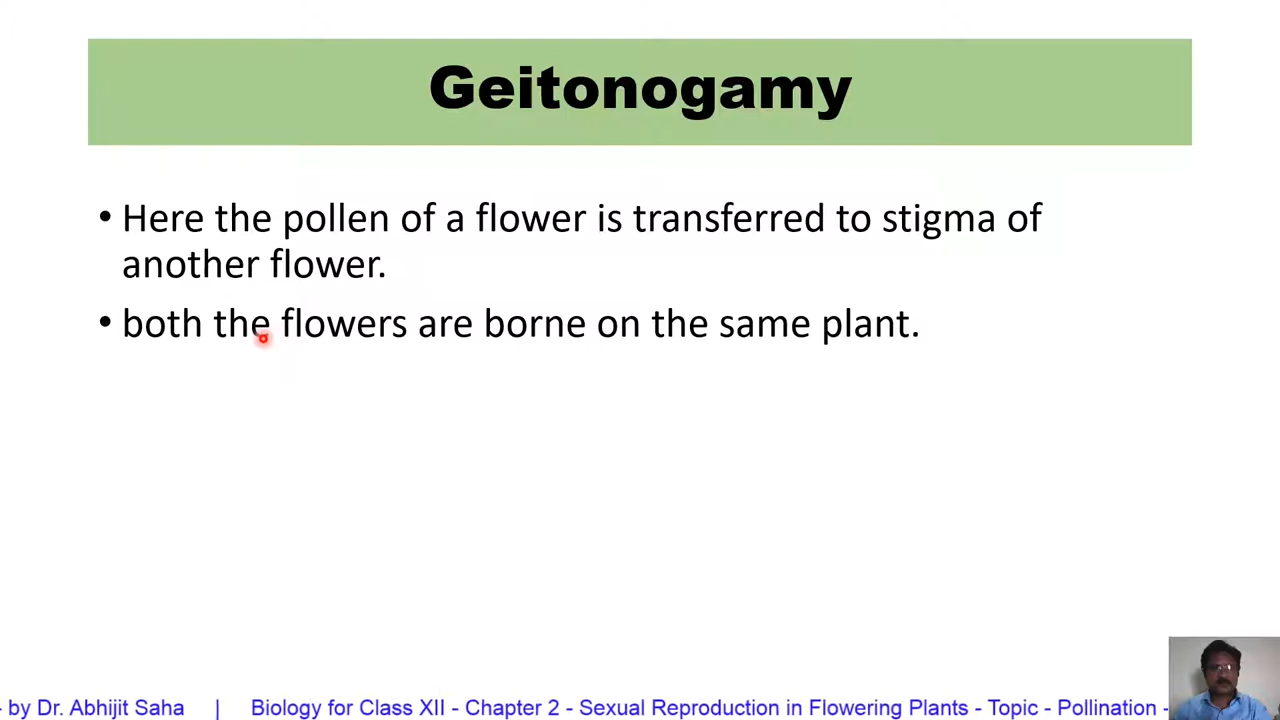 Geitonogamy
• Here the pollen of a flower is transferred to stigma of
another flower.
• both the flowers are borne on the same plant.
- by Dr. Abhijit Saha | Biology for Class XII - Chapter 2 - Sexual Reproduction in Flowering Plants - Topic - Pollination -